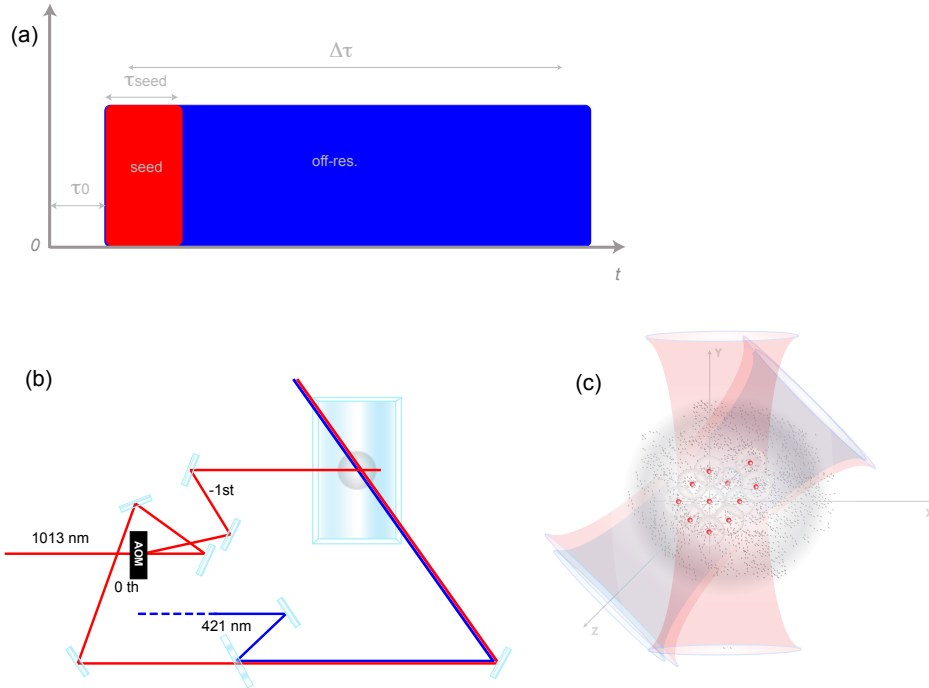 (a)
Δτ
τseed
seed
off-res.
τ0
0
t
(b)
(c)
Y
-1st
X
1013 nm
AOM
0 th
421 nm
Z